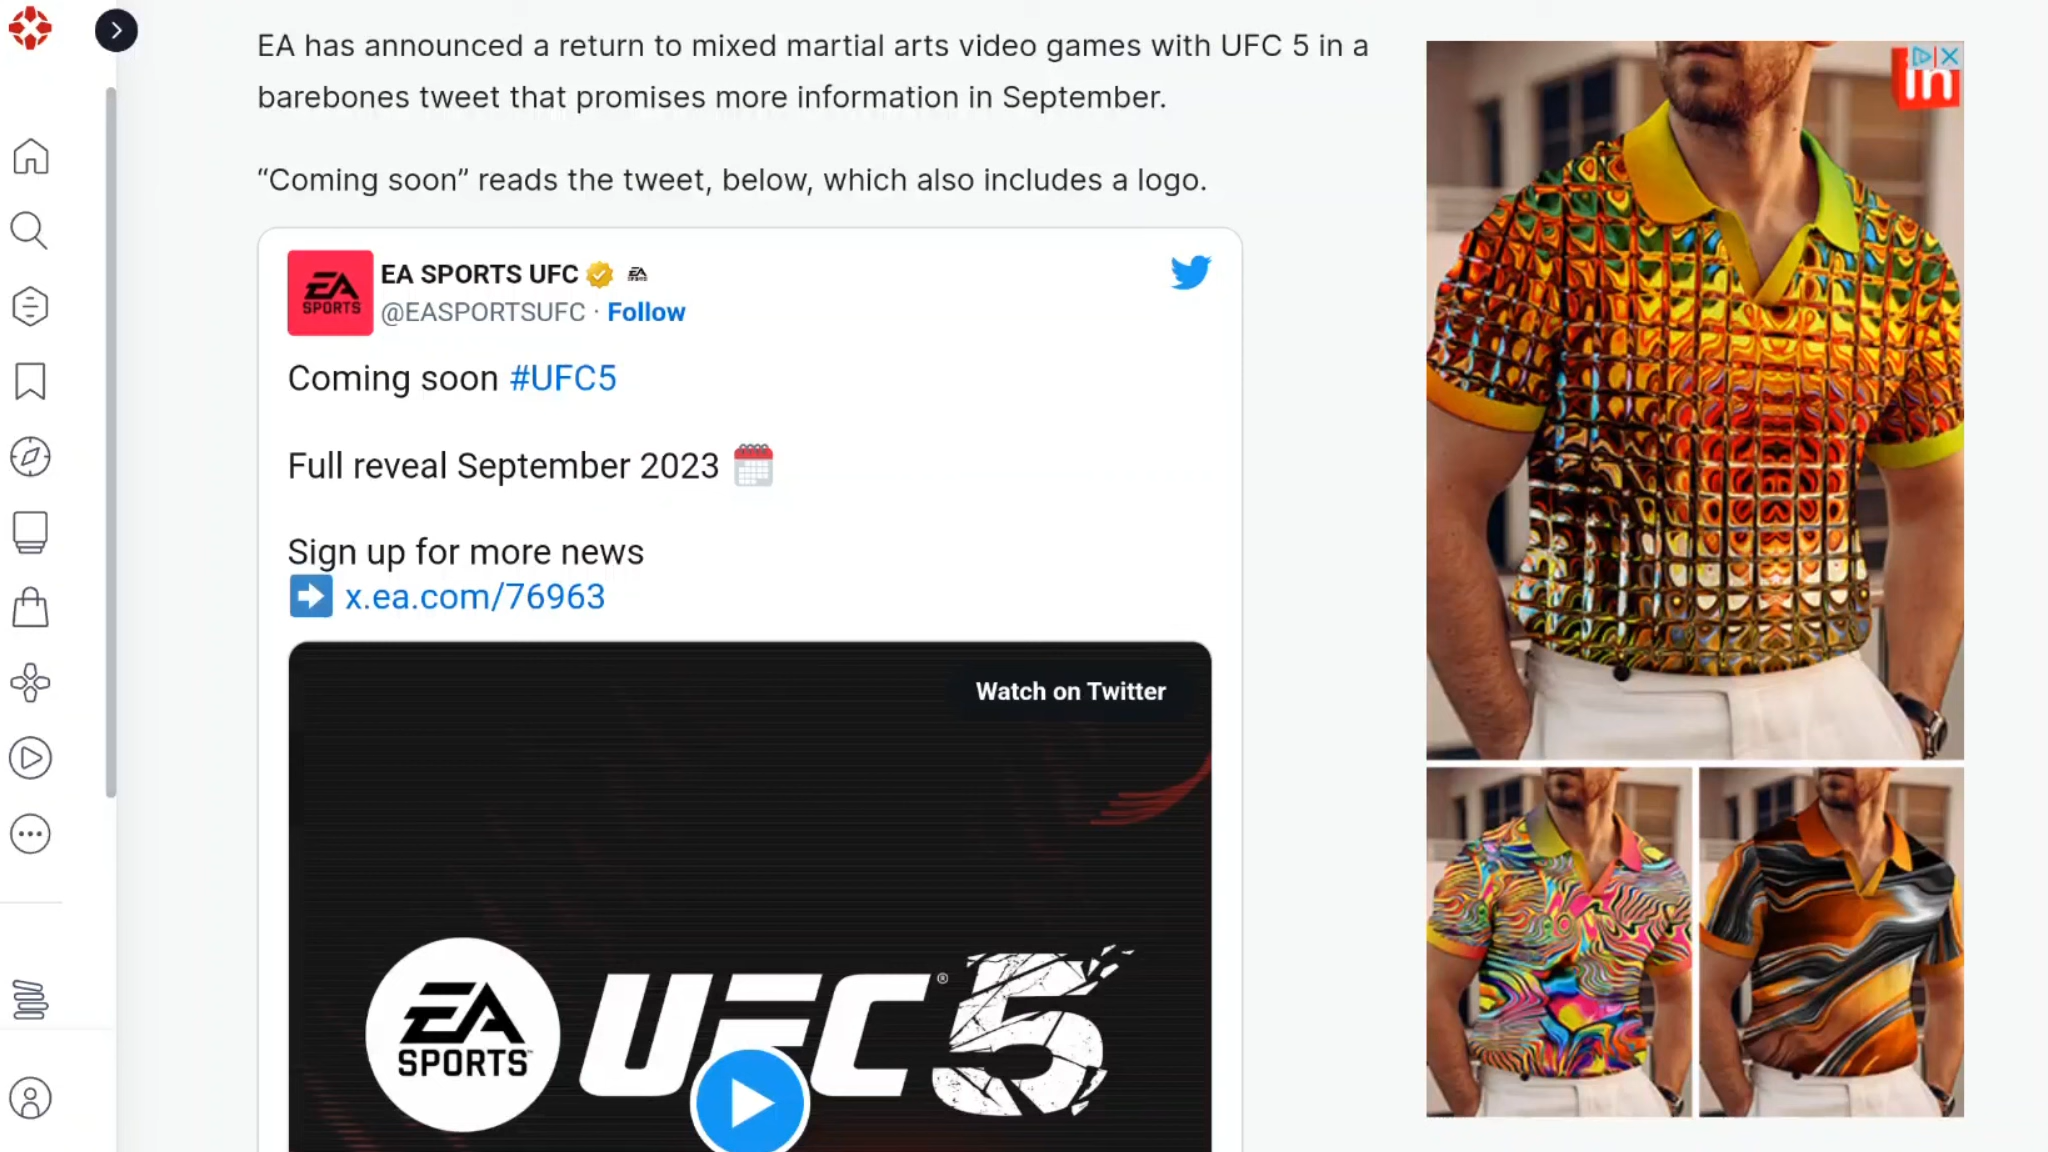 EA has announced a return to mixed martial arts video games with UFC 5 in a
barebones tweet that promises more information in September.
“Coming soon” reads the tweet, below, which also includes a logo.
EA SPORTS
EA SPORTS UFC
EA SPORTS
@EASPORTSUFC · Follow
Coming soon #UFC5
Full reveal September 2023
Sign up for more news
x.ea.com/76963
Watch on Twitter
EA
SPORTS™
UFC® 5
in